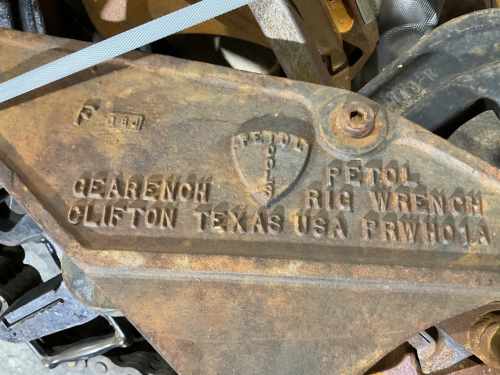 PETOL
TOOLS
GEARENCH
PETOL
RIG WRENCH
CLIFTON TEXAS USA PRWH01A